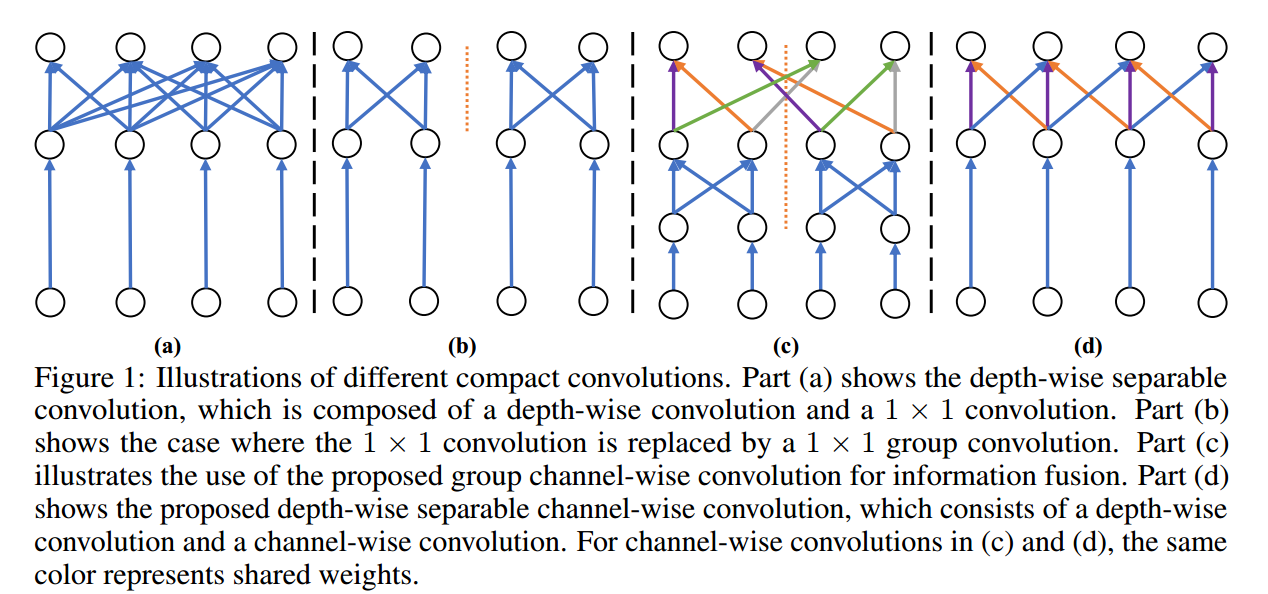 (a) (b) (c) (d)
Figure 1: Illustrations of different compact convolutions. Part (a) shows the depth-wise separable
convolution, which is composed of a depth-wise convolution and a 1 × 1 convolution. Part (b)
shows the case where the 1 × 1 convolution is replaced by a 1 × 1 group convolution. Part (c)
illustrates the use of the proposed group channel-wise convolution for information fusion. Part (d)
shows the proposed depth-wise separable channel-wise convolution, which consists of a depth-wise
convolution and a channel-wise convolution. For channel-wise convolutions in (c) and (d), the same
color represents shared weights.